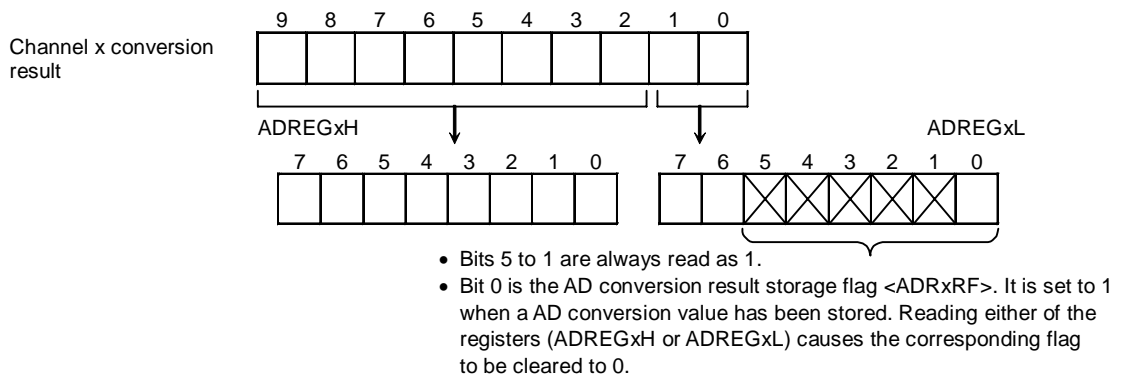 9 8 7 6 5 4 3 2 1 0
Channel x conversion
result
ADREGxH
ADREGxL
7 6 5 4 3 2 1 0
7 6 5 4 3 2 1 0
• Bits 5 to 1 are always read as 1.
• Bit 0 is the AD conversion result storage flag <ADRxRF>. It is set to 1
when a AD conversion value has been stored. Reading either of the
registers (ADREGxH or ADREGxL) causes the corresponding flag
to be cleared to 0.